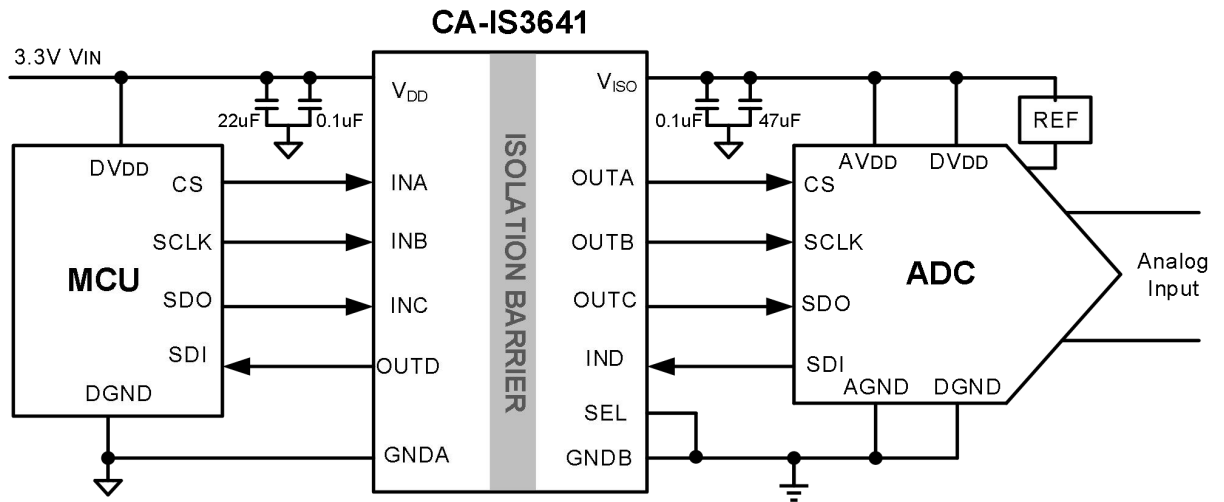 CA-IS3641
3.3V VIN
VDD
22uF
0.1uF
VISO
0.1uF
47uF
REF
DVDD
CS
SCLK
MCU
SDO
SDI
DGND
INA
INB
INC
OUTD
GNDA
ISOLATION BARRIER
OUTA
OUTB
OUTC
IND
SEL
GNDB
AVDD
DVDD
CS
SCLK
ADC
SDO
SDI
AGND
DGND
Analog
Input